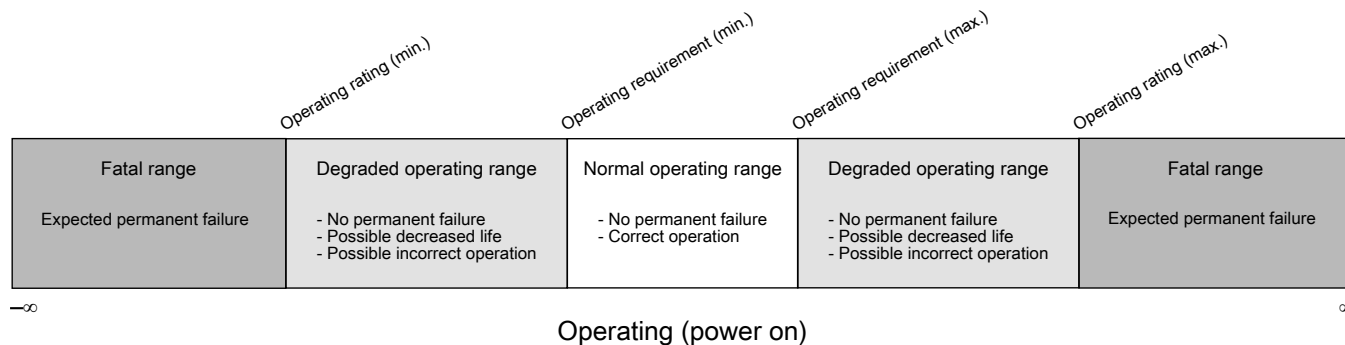 Operating rating (min.)
Operating requirement (min.)
Operating requirement (max.)
Operating rating (max.)
Fatal range
Expected permanent failure
Degraded operating range
- No permanent failure
- Possible decreased life
- Possible incorrect operation
Normal operating range
- No permanent failure
- Correct operation
Degraded operating range
- No permanent failure
- Possible decreased life
- Possible incorrect operation
Fatal range
Expected permanent failure
–∞
∞
Operating (power on)